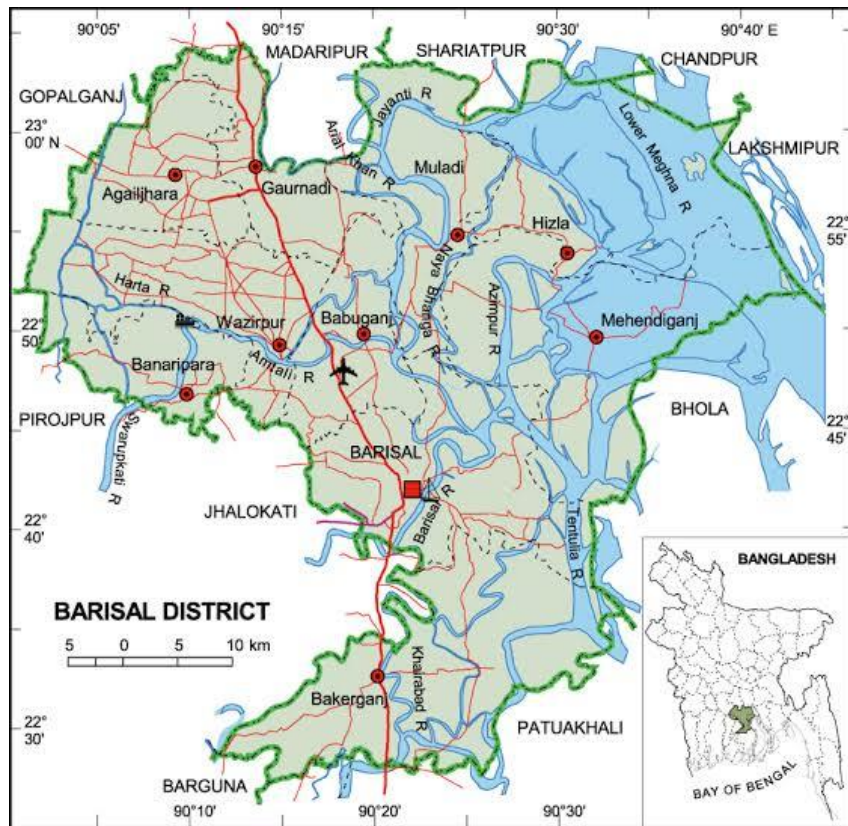 90°05'
90°15'
90°30'
90°40' E
MADARIPUR
SHARIATPUR
CHANDPUR
GOPALGANJ
LAKSHMIPUR
23°
00' N
Jayanti R
Lower Meghna R
Arial Khan R
Muladi
Agailjhara
Gaurnadi
Hizla
22°
55'
Naya Bhanga R
Azimpur R
Harta R
22°
50'
Wazirpur
Babuganj
Mehendiganj
Amtali R
Banaripara
PIROJPUR
Swarupkati R
BHOLA
22°
45'
BARISAL
JHALOKATI
Barisal R
Tentulia R
22°
40'
BANGLADESH
BARISAL DISTRICT
5 0 5 10 km
Khairabad R
Bakerganj
22°
30'
PATUAKHALI
BARGUNA
BAY OF BENGAL
90°10'
90°20'
90°30'